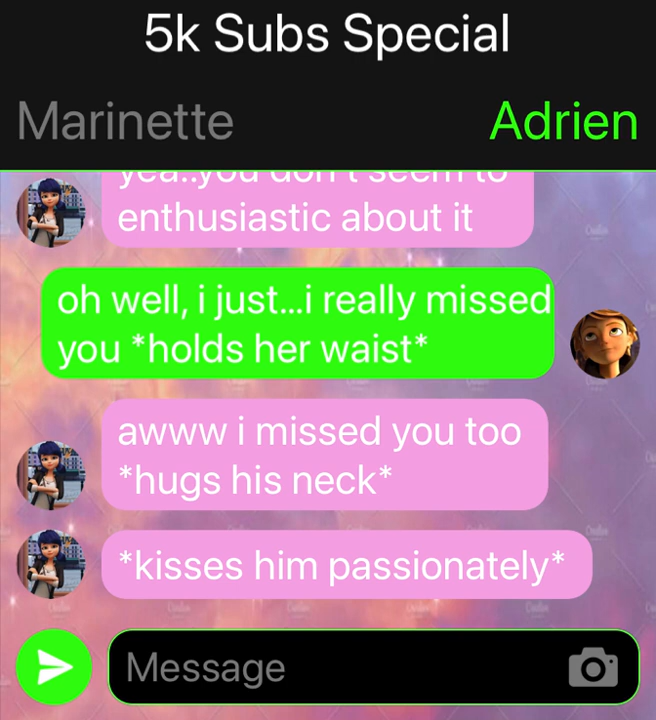 5k Subs Special
Marinette
Adrien
yea..you don't seem to
enthusiastic about it
oh well, i just...i really missed
you *holds her waist*
awww i missed you too
*hugs his neck*
*kisses him passionately*
Message